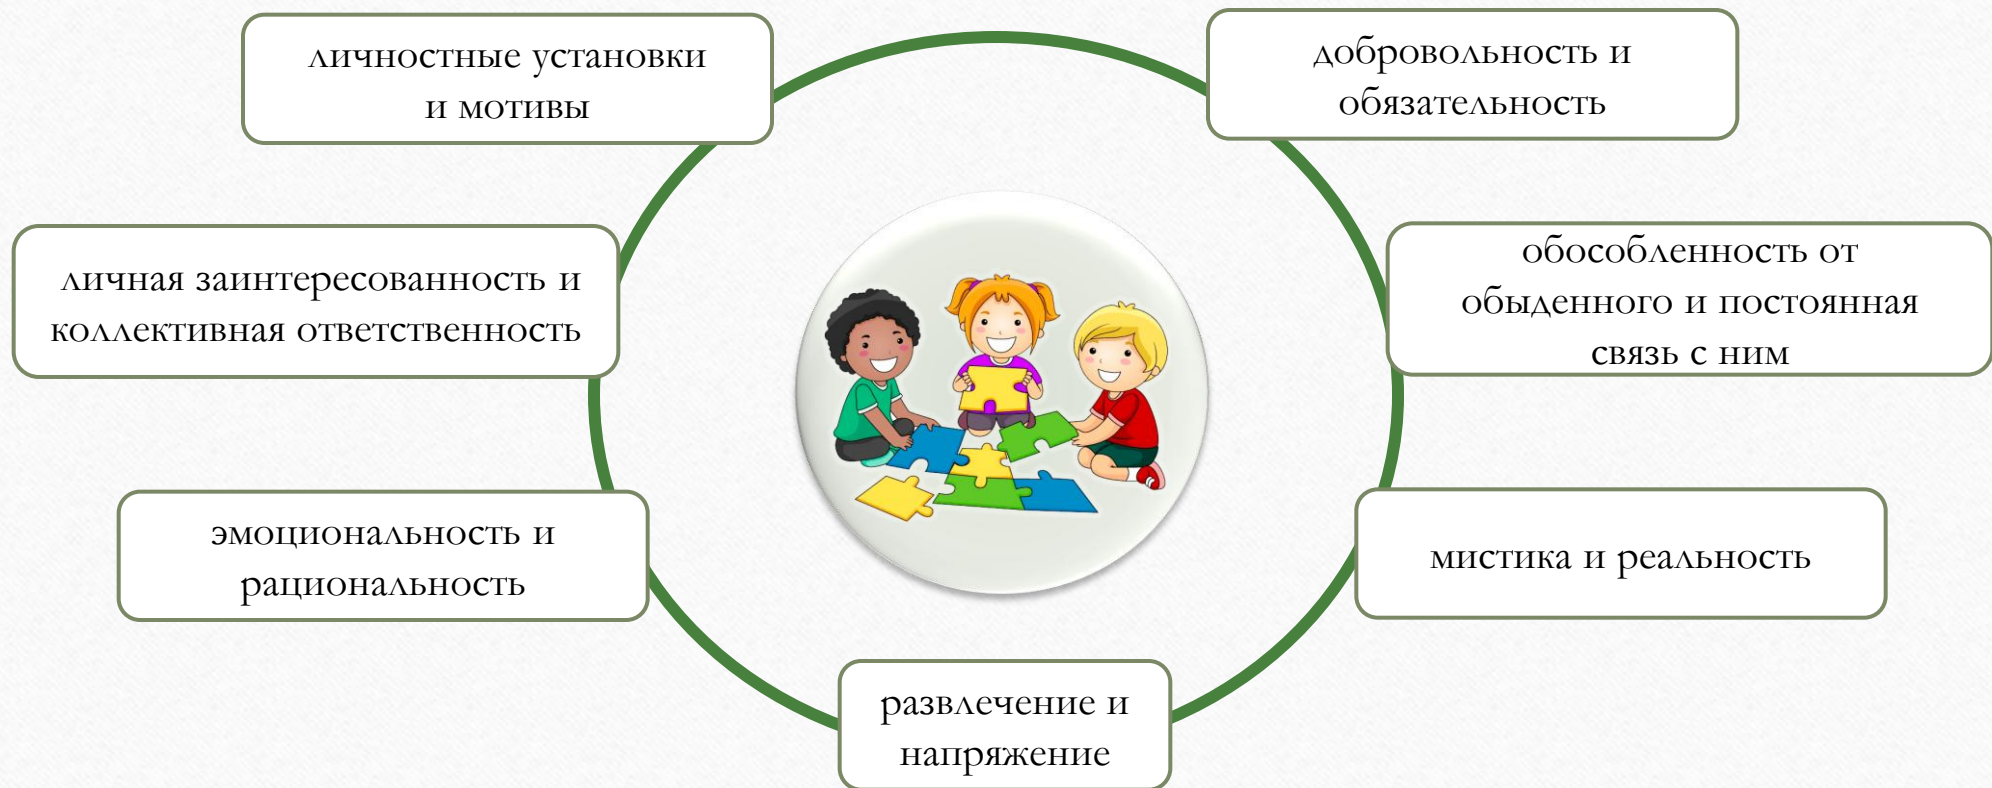 личностные установки
и мотивы
добровольность и
обязательность
личная заинтересованность и
коллективная ответственность
обособленность от
обыденного и постоянная
связь с ним
эмоциональность и
рациональность
мистика и реальность
развлечение и
напряжение